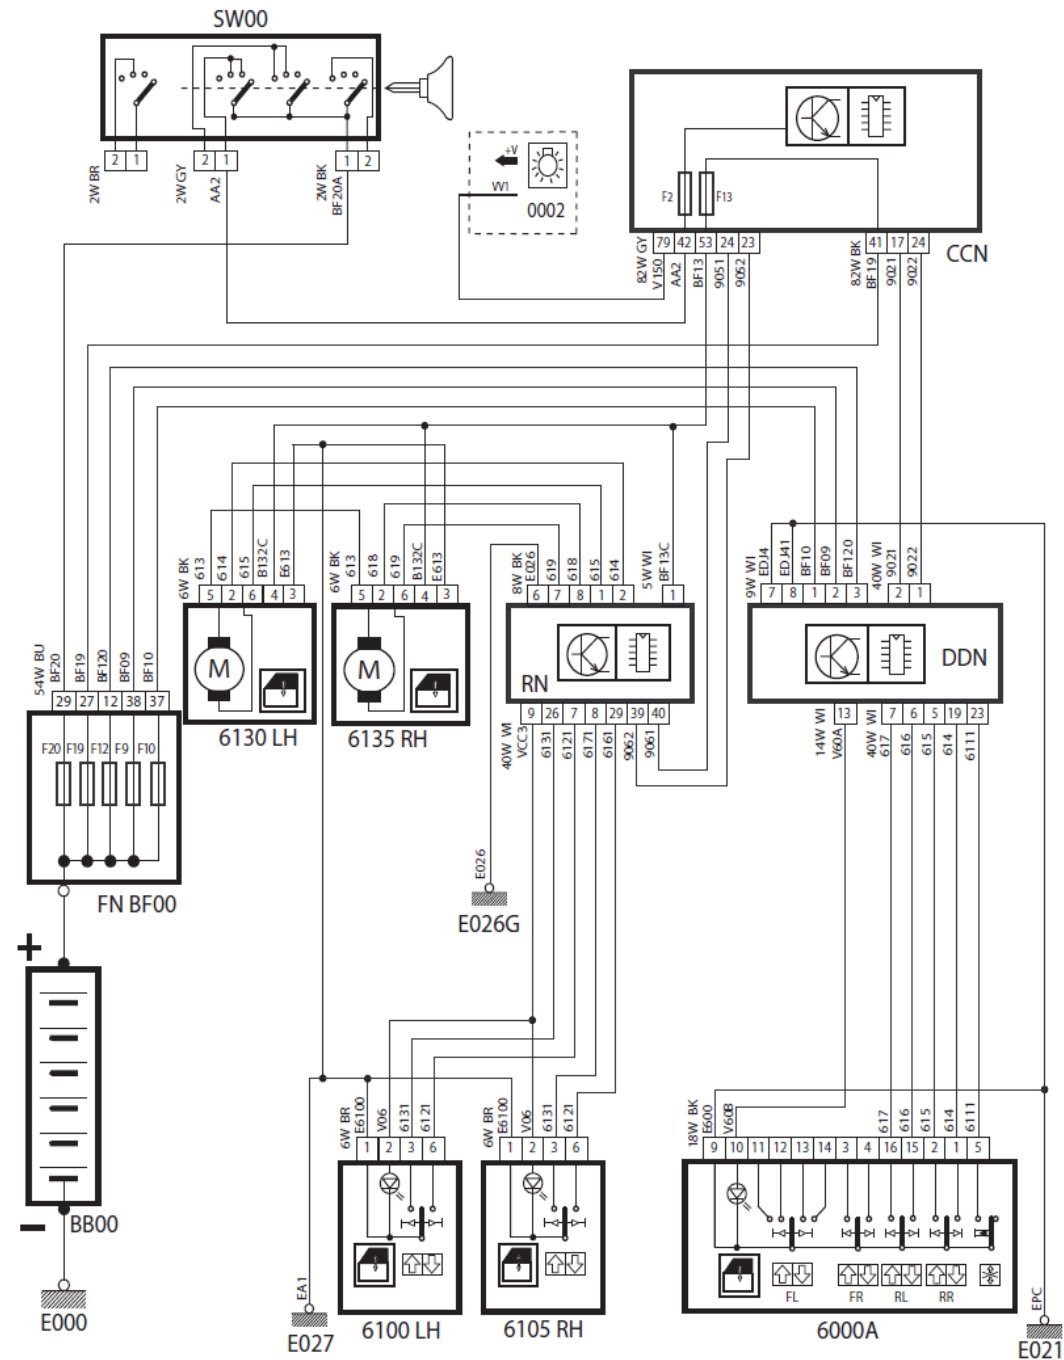 SW00
2 1
2 1
1 2
2W BR
2W GY
AA2
2W BK
BF20A
+V
VV1
0002
F2
F13
79 42 53 24 23
41 17 24
CCN
82W GY
V150
AA2
BF13
9051
9052
82W BK
BF19
9021
9022
6W BK
613
614
615
B132C
E613
6W BK
613
618
619
B132C
E613
8W BK
E026
619
618
615
614
5W WI
BF13C
9W WI
EDJ4
EDJ41
BF10
BF09
BF120
40W WI
9021
9022
5 2 6 4 3
5 2 6 4 3
6 7 8 1 2
1
7 8 1 2 3
2 1
54W BU
BF20
BF19
BF120
BF09
BF10
M
M
RN
DDN
29 27 12 38 37
9 26 7 8 29 39 40
13
7 6 5 19 23
6130 LH
6135 RH
F20 F19 F12 F9 F10
40W WI
VCC3
6131
6121
6171
6161
9062
9061
14W WI
V60A
40W WI
617
616
615
614
6111
FN BF00
E026
E026G
+
−
BB00
E000
6W BR
E6100
V06
6131
6121
6W BR
E6100
V06
6131
6121
18W BK
E600
V60B
617
616
615
614
6111
1 2 3 6
1 2 3 6
9 10 11 12 13 14 3 4 16 15 2 1 5
FL
FR
RL
RR
EA1
E027
6100 LH
6105 RH
6000A
EPC
E021